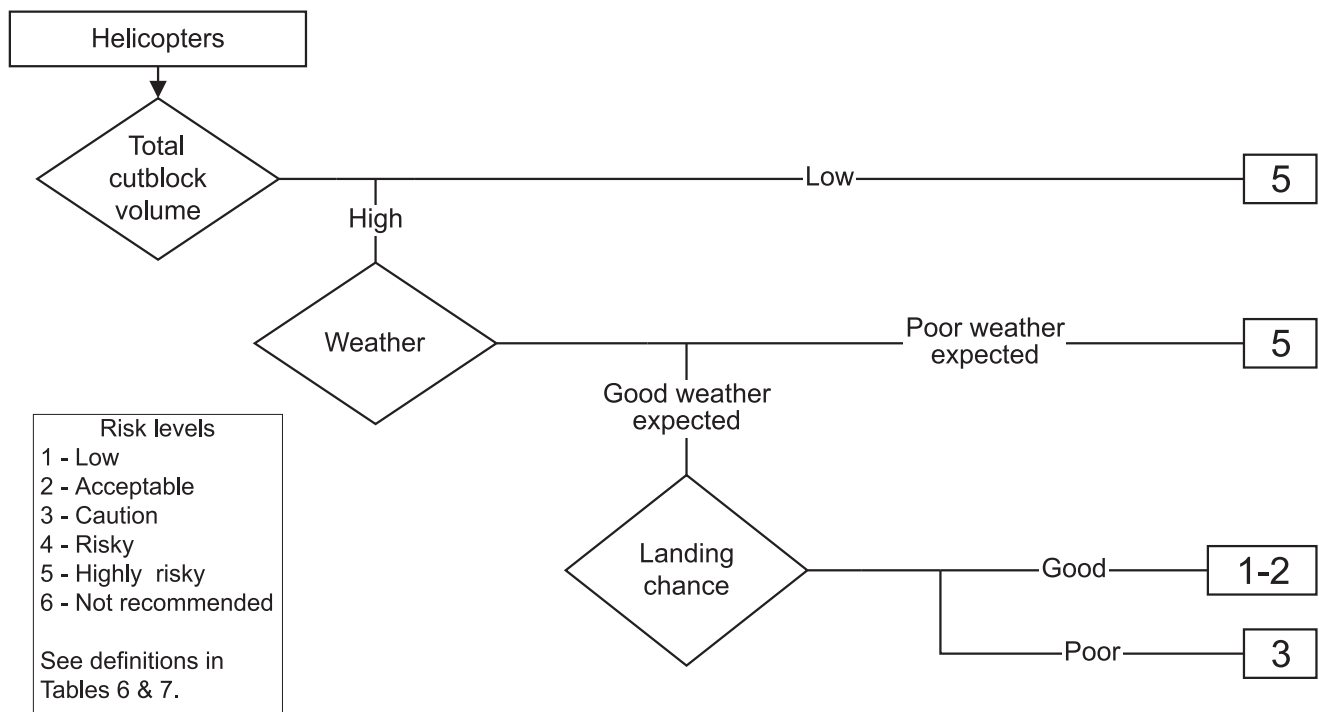 Helicopters
Total
cutblock
volume
Low
5
High
Weather
Poor weather
expected
5
Good weather
expected
Landing
chance
Good
1-2
Poor
3
Risk levels
1 - Low
2 - Acceptable
3 - Caution
4 - Risky
5 - Highly risky
6 - Not recommended
See definitions in
Tables 6 & 7.